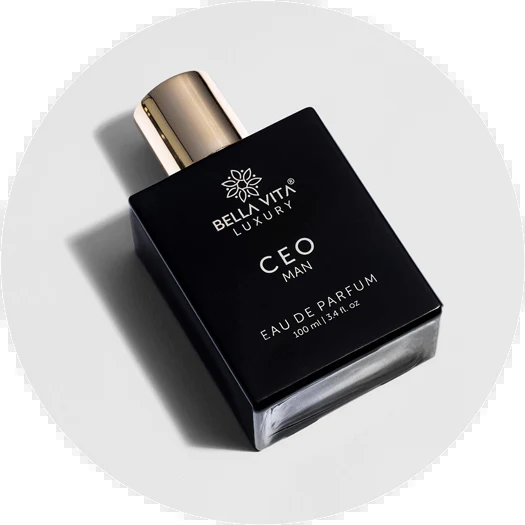 BELLA VITA®
LUXURY
CEO
MAN
EAU DE PARFUM
100 ml | 3.4 fl. oz